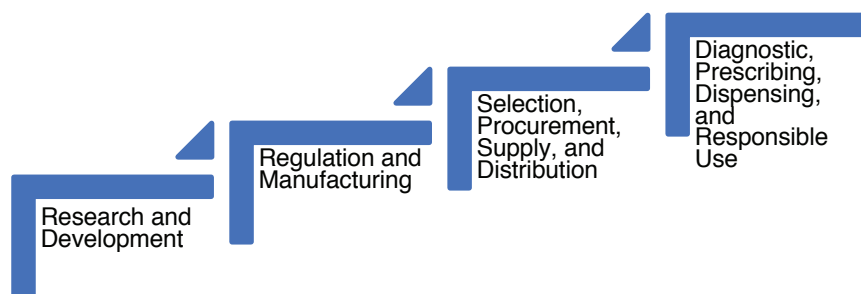 Research and
Development
Regulation and
Manufacturing
Selection,
Procurement,
Supply, and
Distribution
Diagnostic,
Prescribing,
Dispensing,
and
Responsible
Use